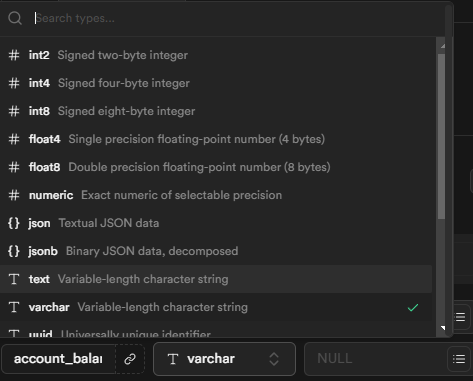 Search types...
# int2 Signed two-byte integer
# int4 Signed four-byte integer
# int8 Signed eight-byte integer
# float4 Single precision floating-point number (4 bytes)
# float8 Double precision floating-point number (8 bytes)
# numeric Exact numeric of selectable precision
{} json Textual JSON data
{} jsonb Binary JSON data, decomposed
T text Variable-length character string
T varchar Variable-length character string
T uuid Universally unique identifier
account_bala T varchar NULL